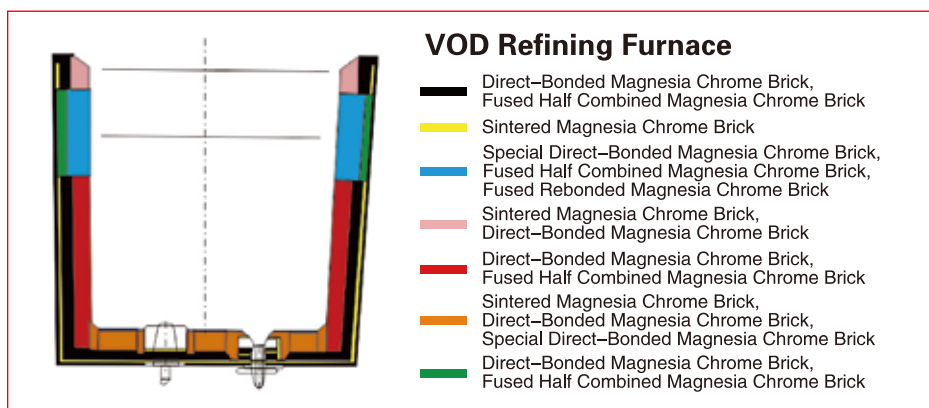 VOD Refining Furnace
Direct–Bonded Magnesia Chrome Brick,
Fused Half Combined Magnesia Chrome Brick
Sintered Magnesia Chrome Brick
Special Direct–Bonded Magnesia Chrome Brick,
Fused Half Combined Magnesia Chrome Brick,
Fused Rebonded Magnesia Chrome Brick
Sintered Magnesia Chrome Brick,
Direct–Bonded Magnesia Chrome Brick
Direct–Bonded Magnesia Chrome Brick,
Fused Half Combined Magnesia Chrome Brick
Sintered Magnesia Chrome Brick,
Direct–Bonded Magnesia Chrome Brick,
Special Direct–Bonded Magnesia Chrome Brick
Direct–Bonded Magnesia Chrome Brick,
Fused Half Combined Magnesia Chrome Brick